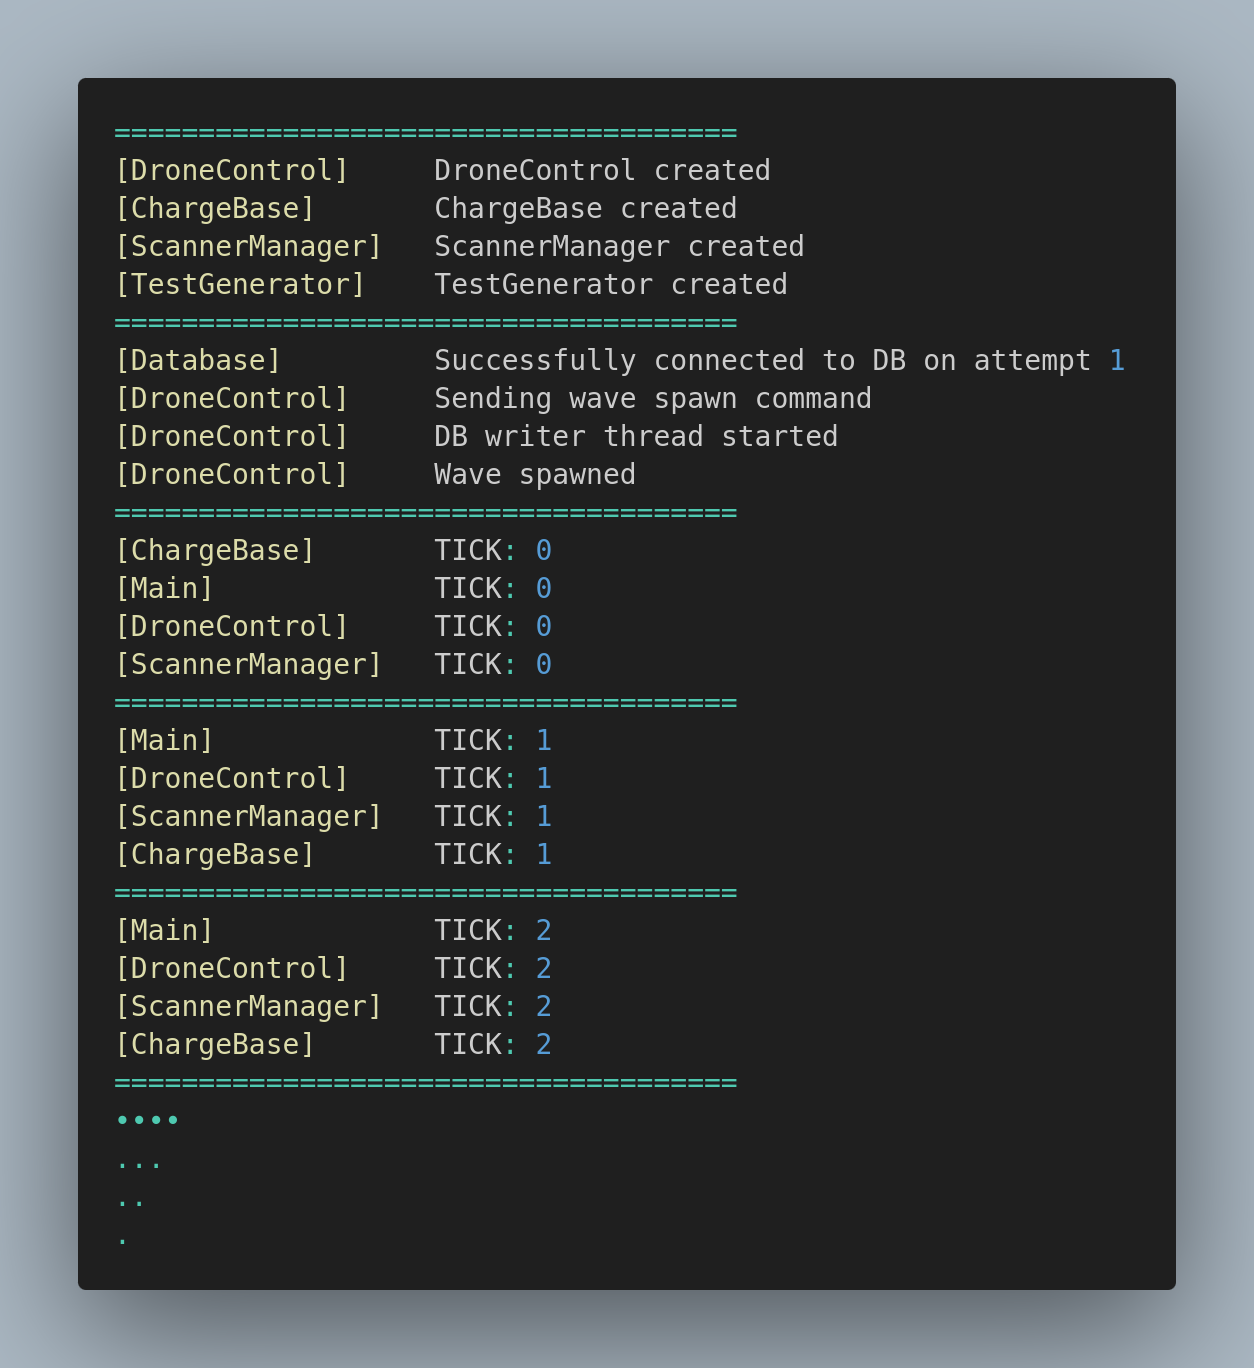 =====================================
[DroneControl]     DroneControl created
[ChargeBase]       ChargeBase created
[ScannerManager]   ScannerManager created
[TestGenerator]    TestGenerator created
=====================================
[Database]         Successfully connected to DB on attempt 1
[DroneControl]     Sending wave spawn command
[DroneControl]     DB writer thread started
[DroneControl]     Wave spawned
=====================================
[ChargeBase]       TICK: 0
[Main]             TICK: 0
[DroneControl]     TICK: 0
[ScannerManager]   TICK: 0
=====================================
[Main]             TICK: 1
[DroneControl]     TICK: 1
[ScannerManager]   TICK: 1
[ChargeBase]       TICK: 1
=====================================
[Main]             TICK: 2
[DroneControl]     TICK: 2
[ScannerManager]   TICK: 2
[ChargeBase]       TICK: 2
=====================================
••••
...
..
.